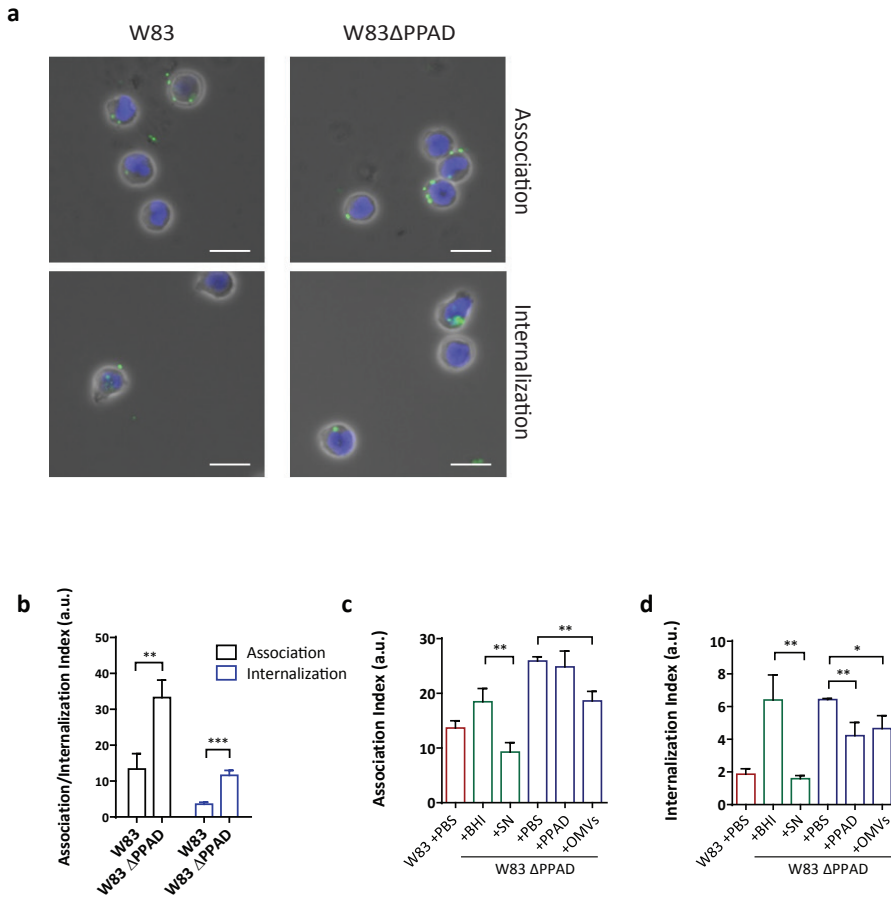 a
W83
W83ΔPPAD
Association
Internalization
b
Association/Internalization Index (a.u.)
50
40
30
20
10
0
**
***
Association
Internalization
W83
W83 ΔPPAD
W83
W83 ΔPPAD
c
Association Index (a.u.)
30
20
10
0
**
**
W83 +PBS
+BHI
+SN
+PBS
+PPAD
+OMVs
W83 ΔPPAD
d
Internalization Index (a.u.)
10
8
6
4
2
0
**
*
**
W83 +PBS
+BHI
+SN
+PBS
+PPAD
+OMVs
W83 ΔPPAD